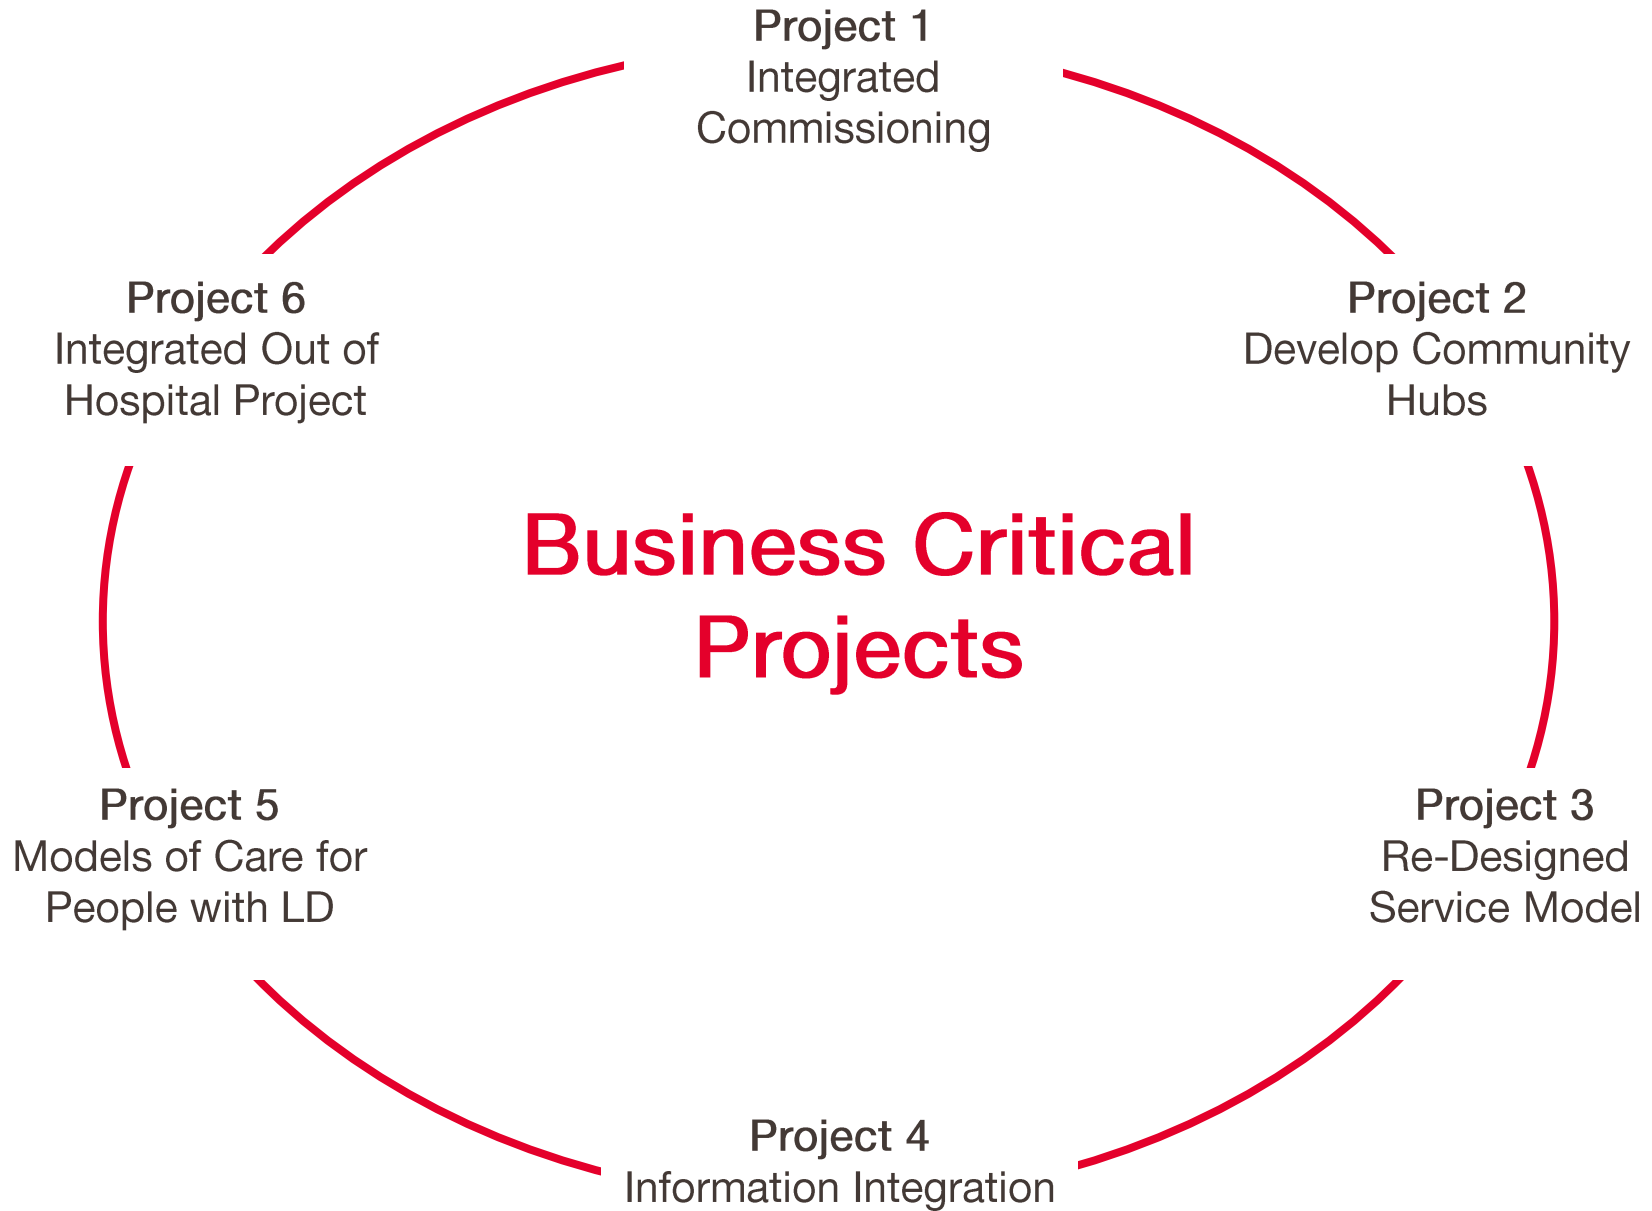 Project 1
Integrated
Commissioning
Project 2
Develop Community
Hubs
Project 3
Re-Designed
Service Model
Project 4
Information Integration
Project 5
Models of Care for
People with LD
Project 6
Integrated Out of
Hospital Project
Business Critical
Projects